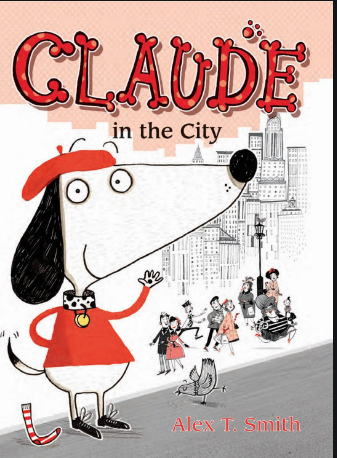 CLAUDE
in the City
Alex T. Smith